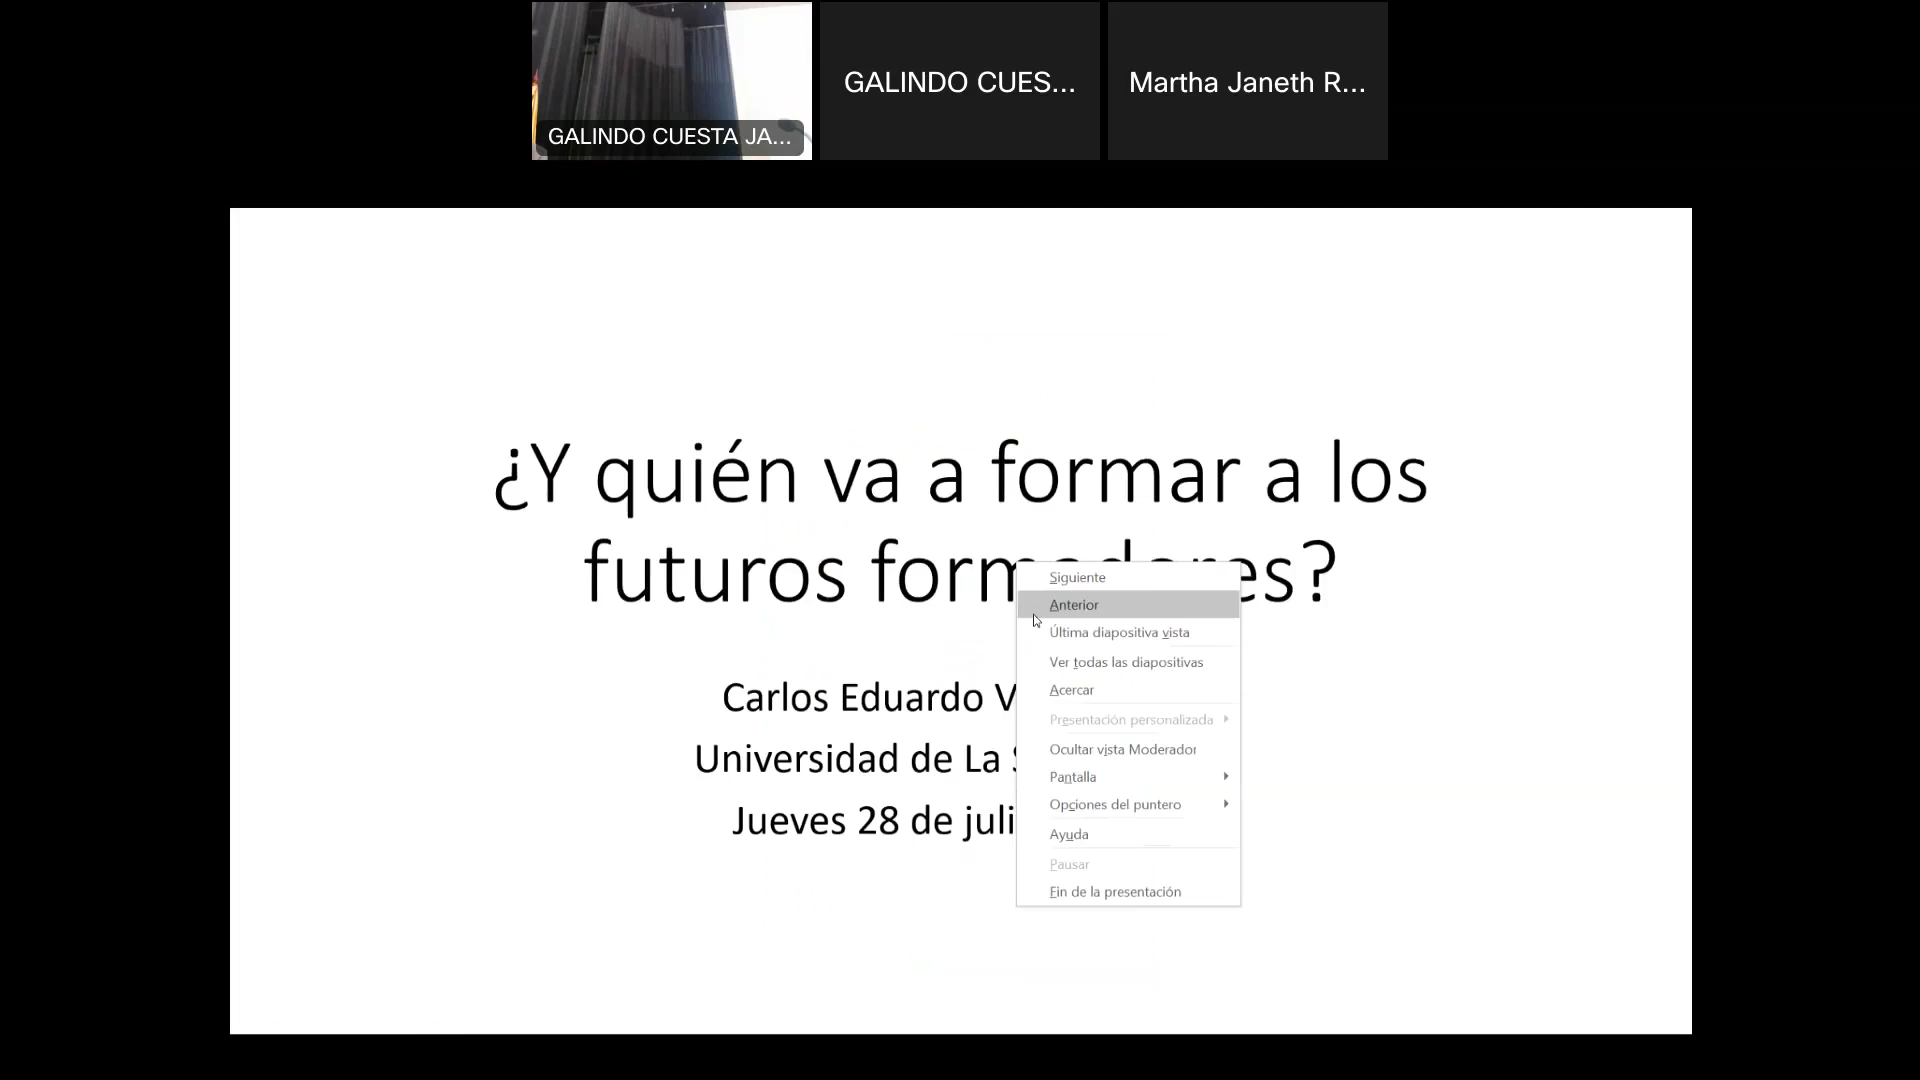 GALINDO CUESTA JA...
GALINDO CUES...
Martha Janeth R...
¿Y quién va a formar a los
futuros formadores?
Carlos Eduardo V
Universidad de La S
Jueves 28 de juli
Siguiente
Anterior
Última diapositiva vista
Ver todas las diapositivas
Acercar
Presentación personalizada
Ocultar vista Moderador
Pantalla
Opciones del puntero
Ayuda
Pausar
Fin de la presentación